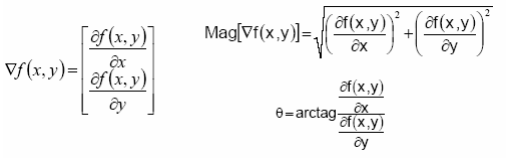 ∇f(x,y)=[∂f(x,y)/∂x ∂f(x,y)/∂y]
Mag[∇f(x,y)]=√((∂f(x,y)/∂x)²+(∂f(x,y)/∂y)²)
θ=arctag (∂f(x,y)/∂x)/(∂f(x,y)/∂y)